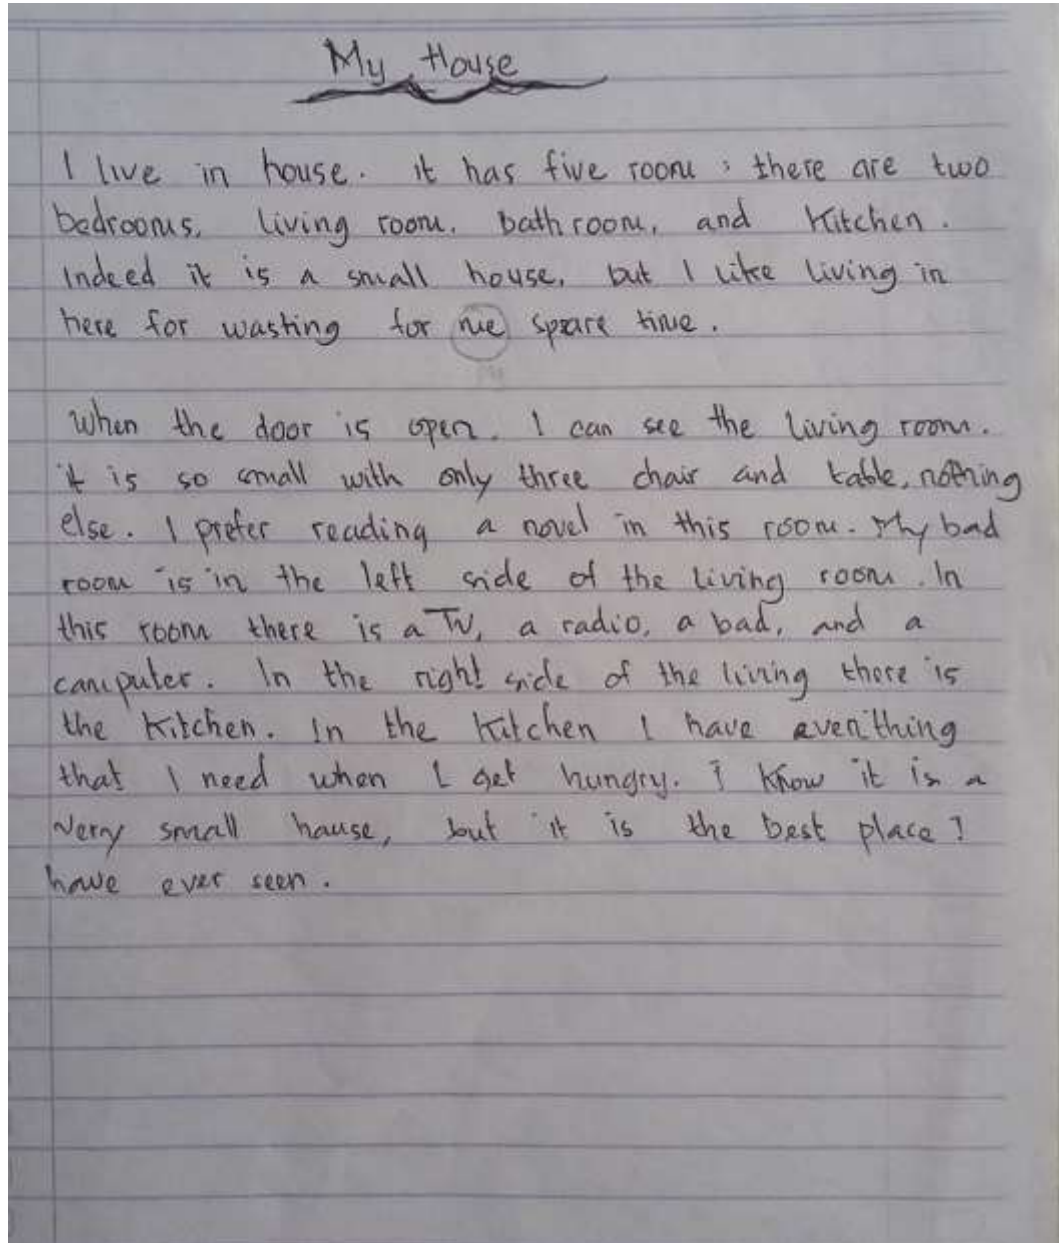 My House
I live in house. it has five room : there are two
bedrooms, living room, bathroom, and Kitchen.
Indeed it is a small house, but I like living in
here for wasting for me spare time.
When the door is open, I can see the living room.
it is so small with only three chair and table, nothing
else. I prefer reading a novel in this room. My bad
room is in the left side of the living room. In
this room there is a TV, a radio, a bad, and a
camputer. In the right side of the living there is
the Kitchen. In the Kitchen I have everithing
that I need when I get hungry. I know it is a
very small hause, but it is the best place I
have ever seen.